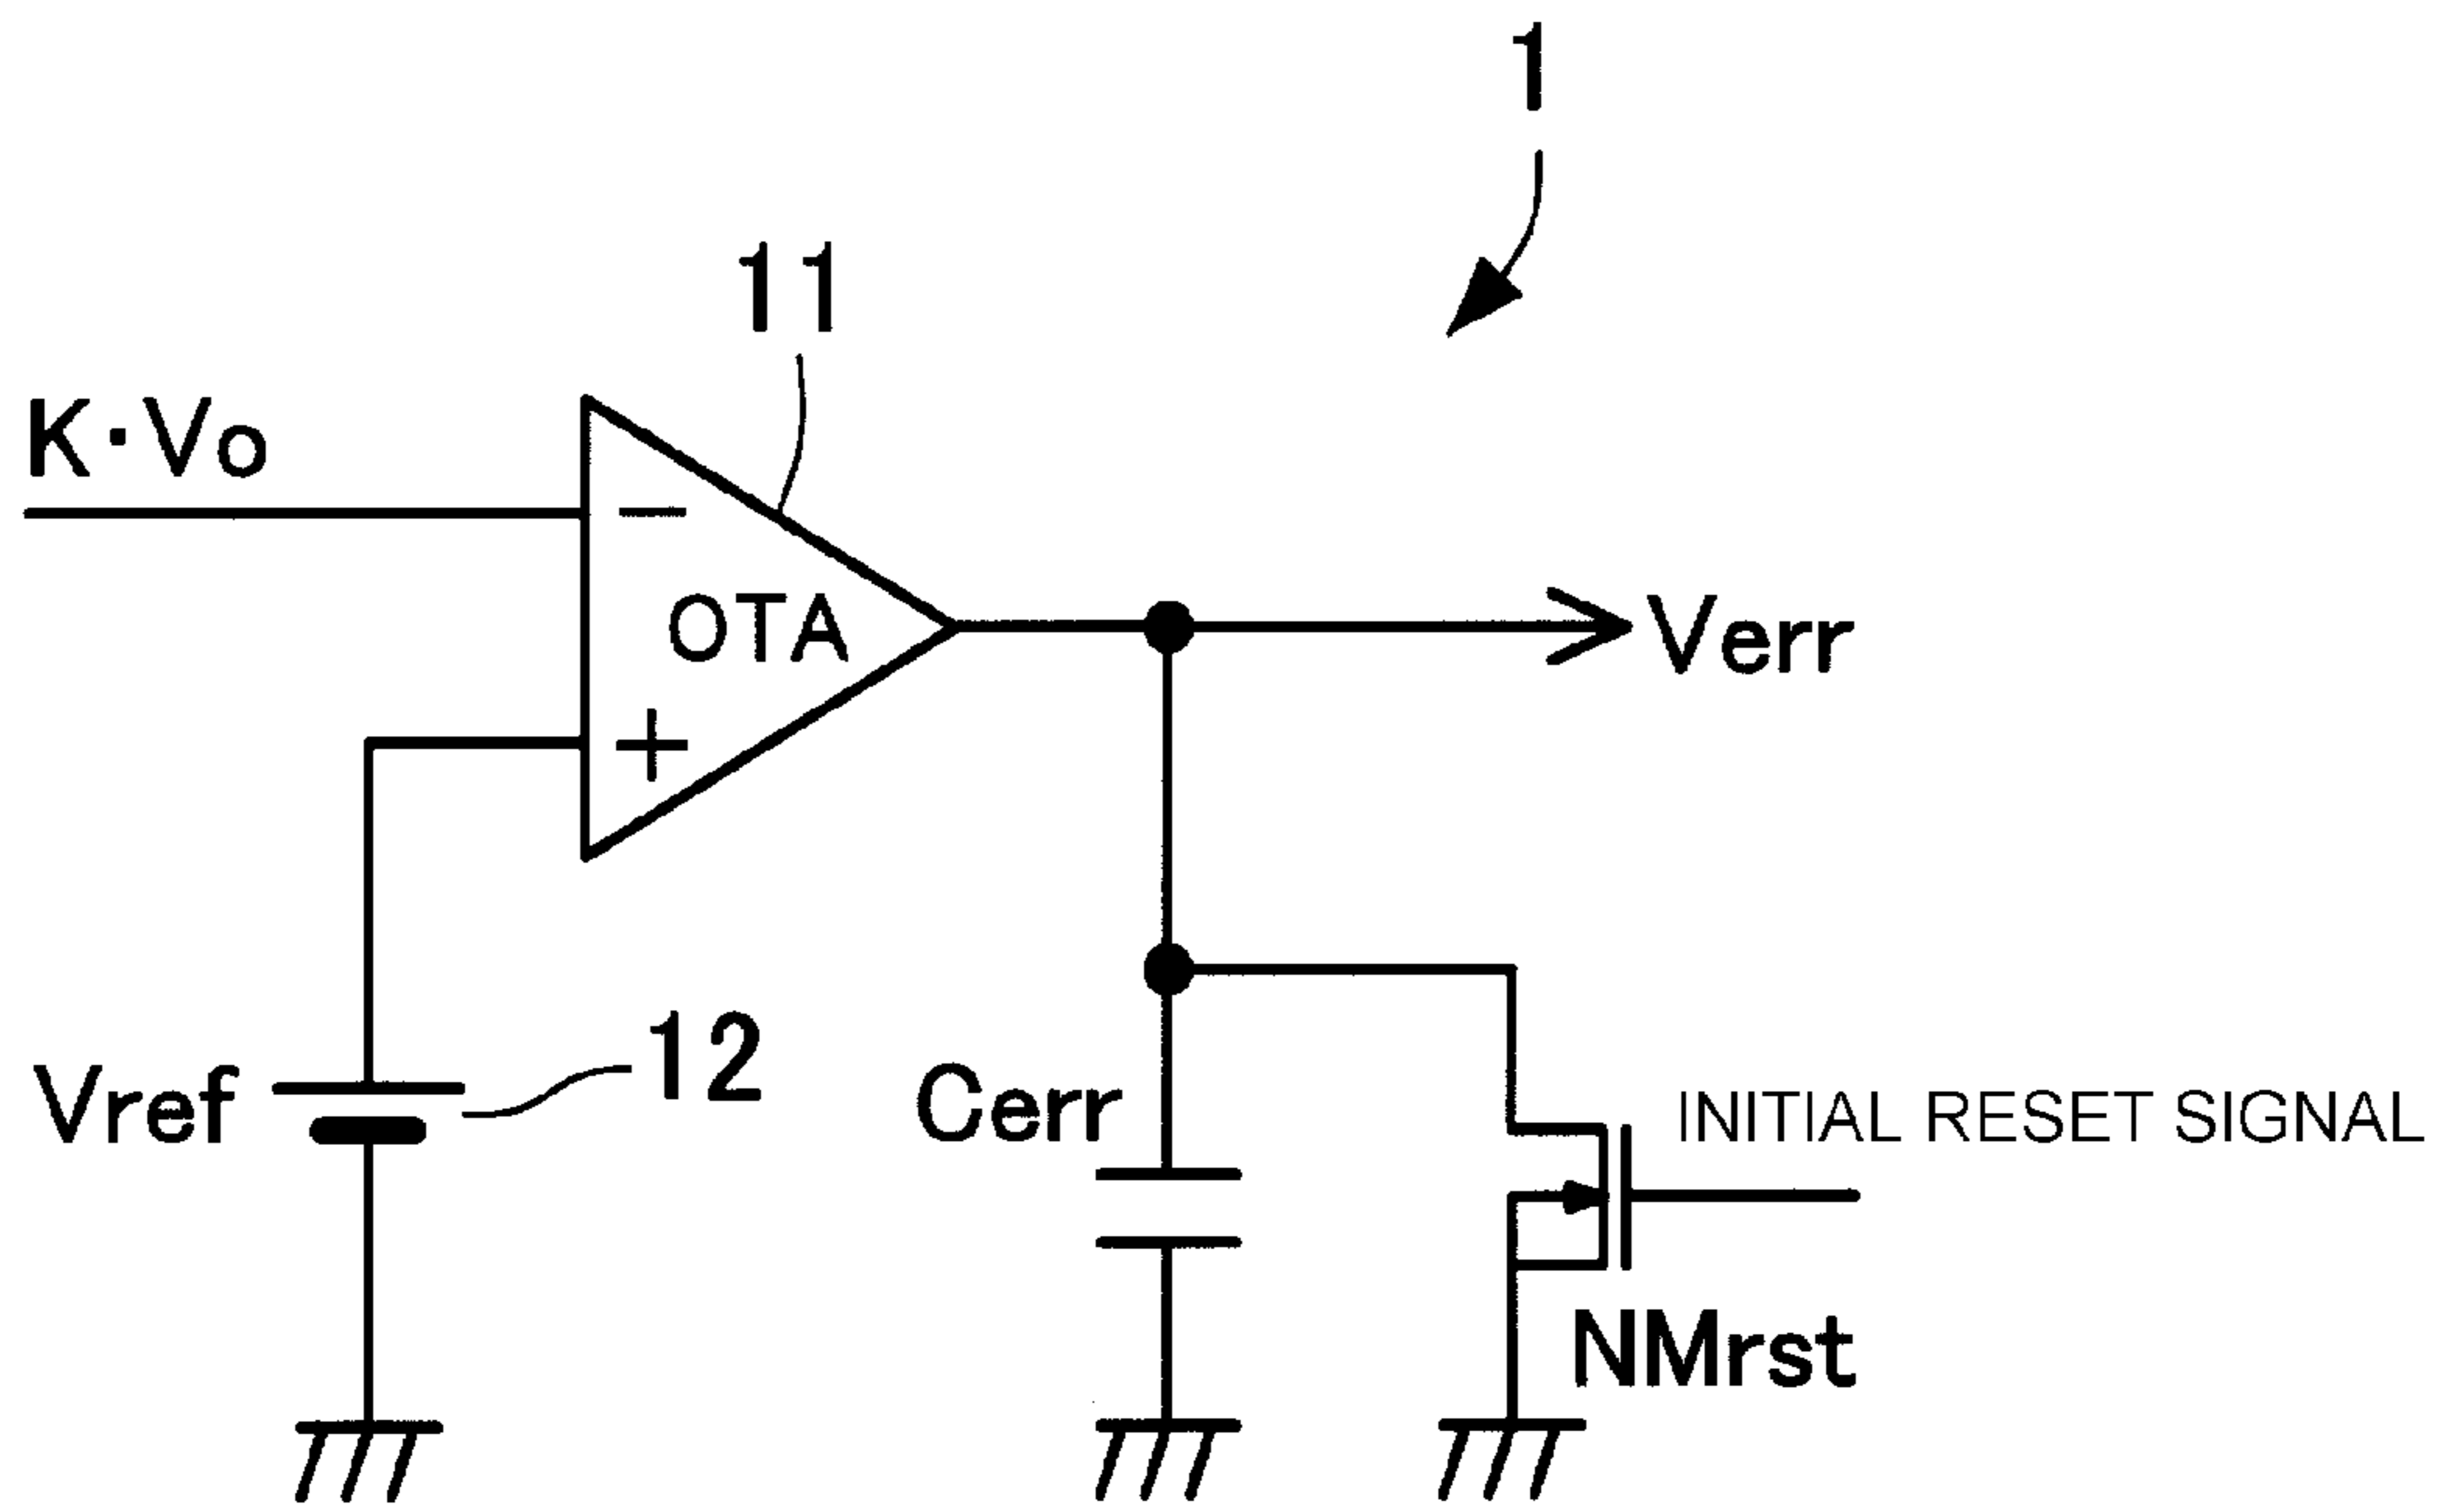 1
11
K·Vo
−
OTA
Verr
+
12
Vref
Cerr
INITIAL RESET SIGNAL
NMrst